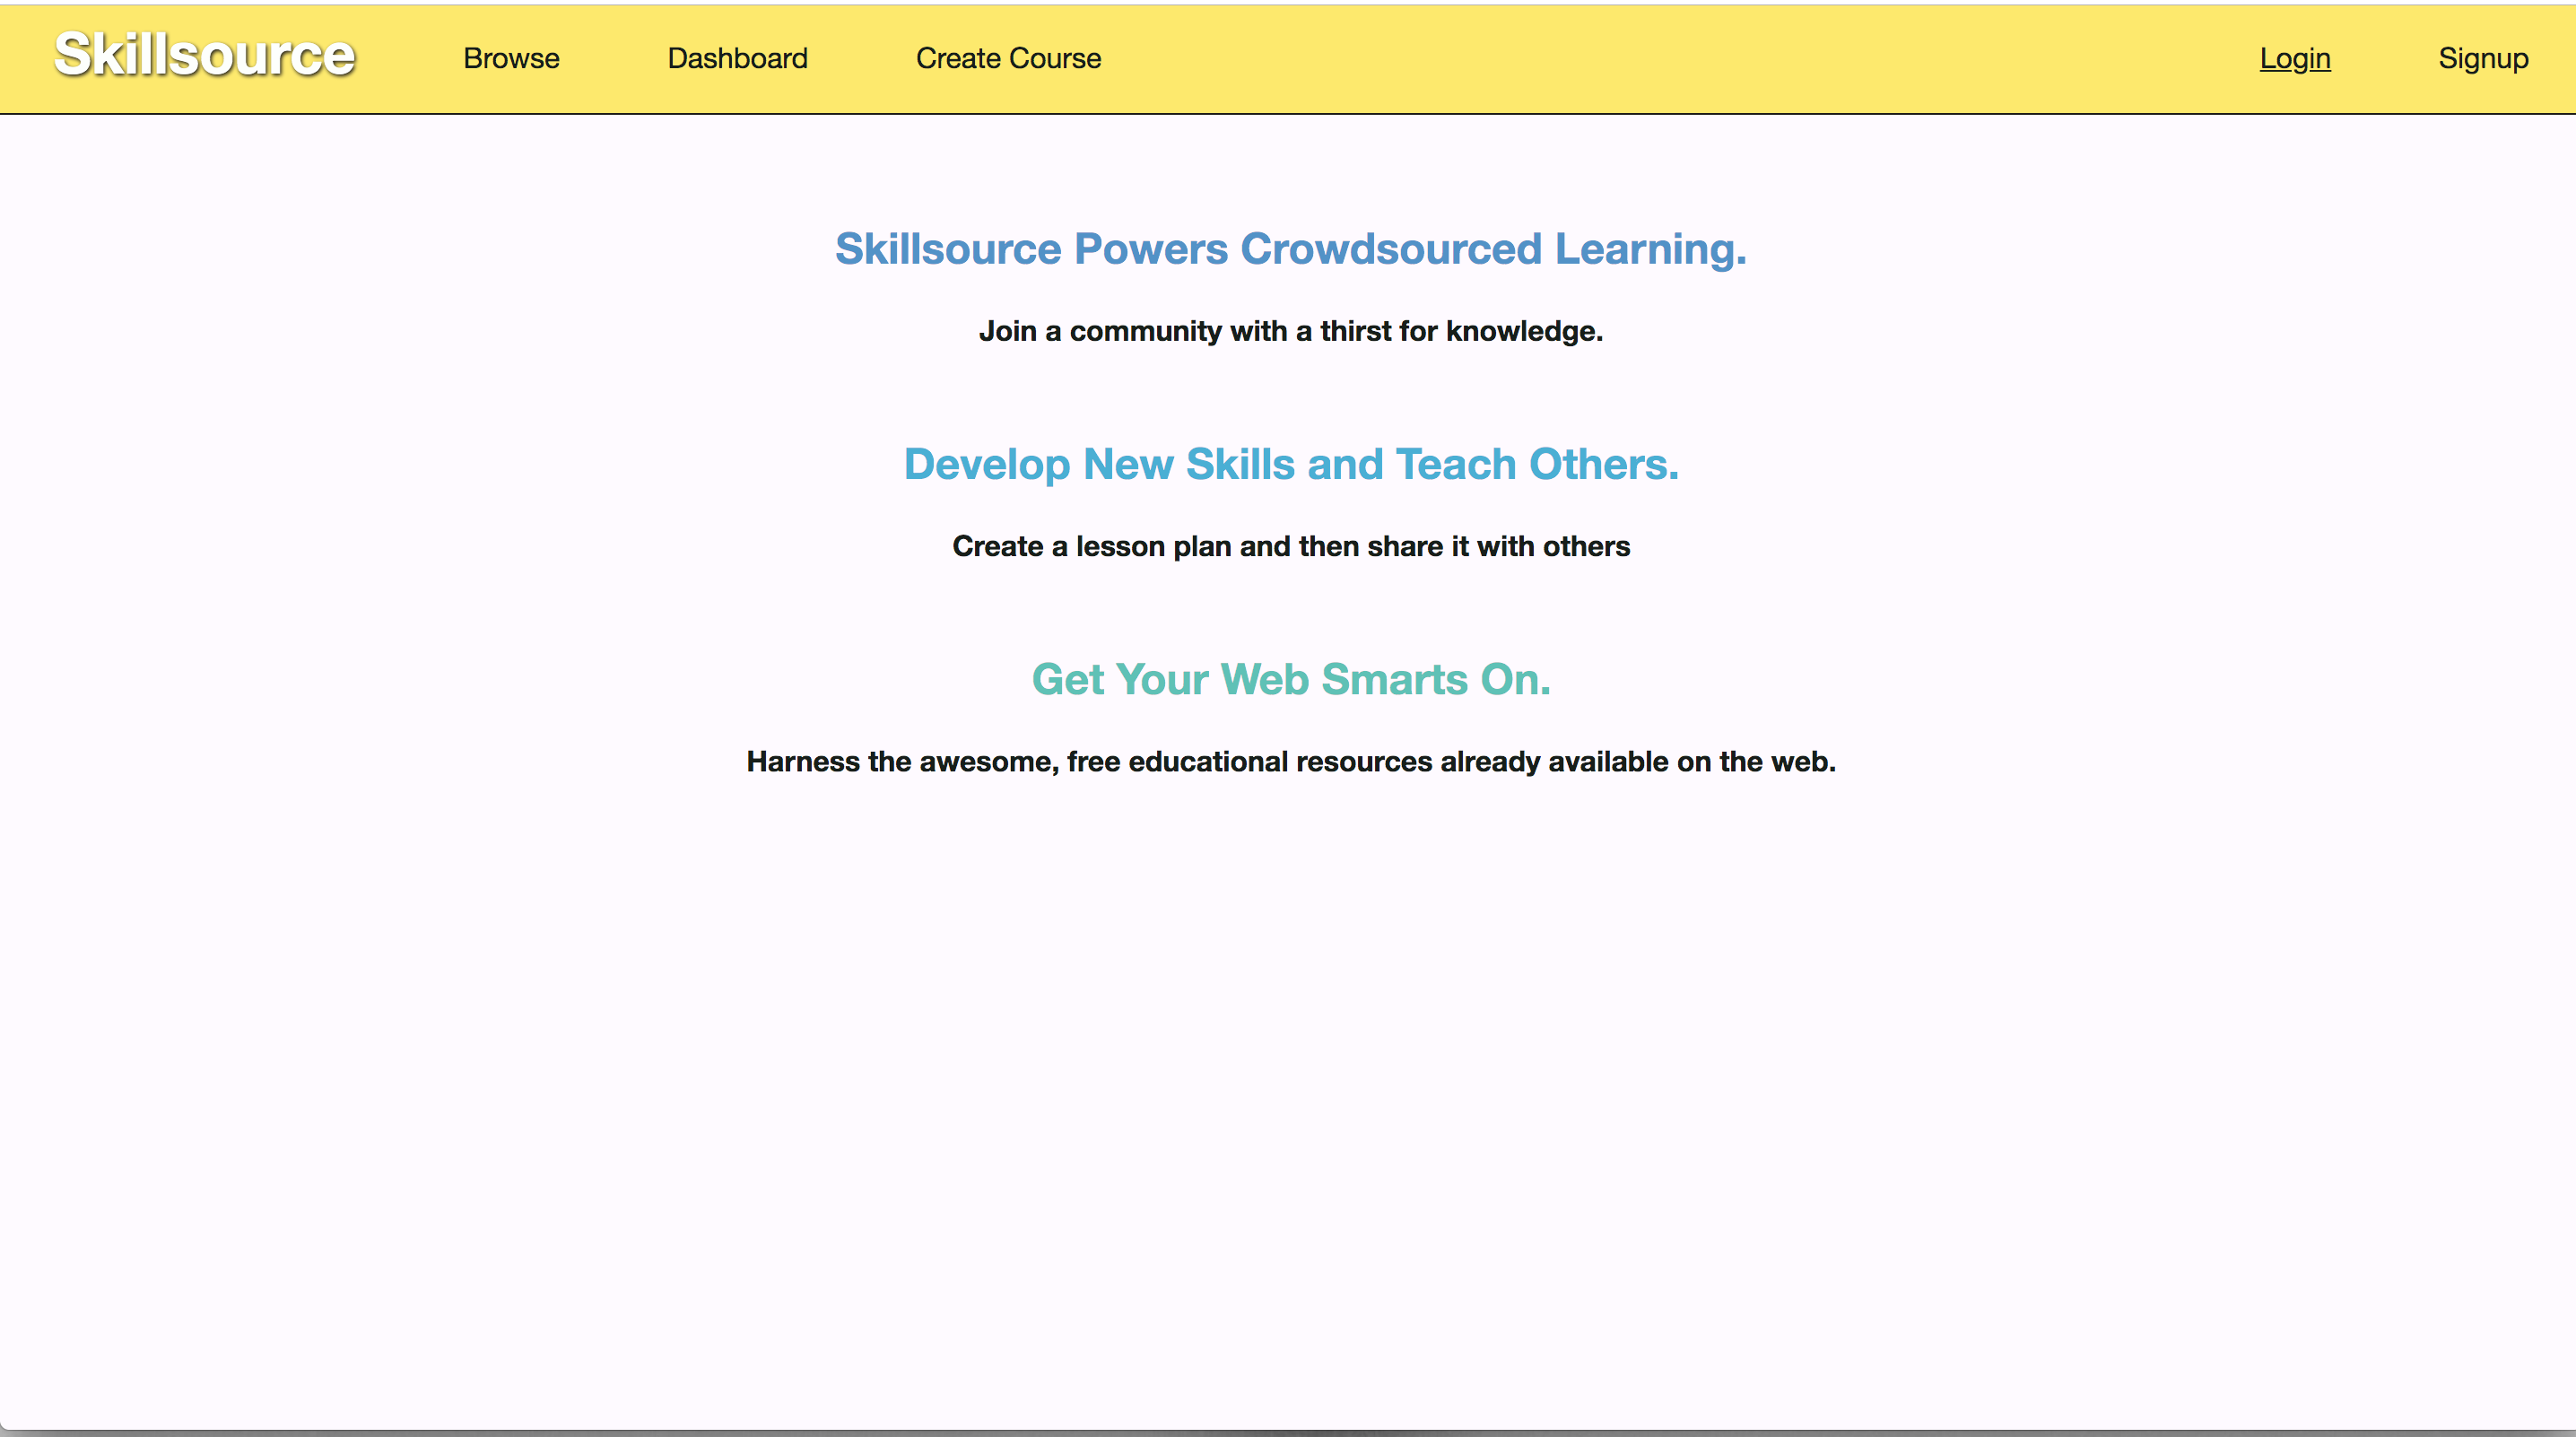 Skillsource Browse Dashboard Create Course Login Signup
Skillsource Powers Crowdsourced Learning.
Join a community with a thirst for knowledge.
Develop New Skills and Teach Others.
Create a lesson plan and then share it with others
Get Your Web Smarts On.
Harness the awesome, free educational resources already available on the web.